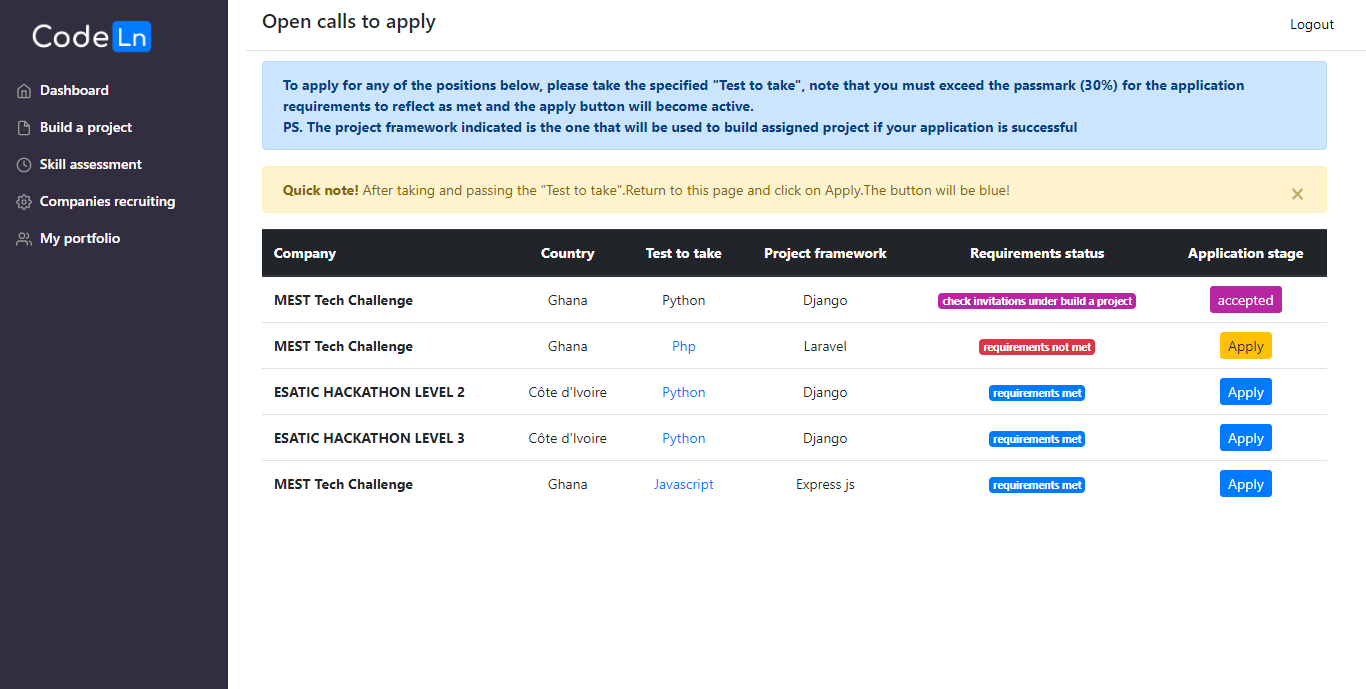 CodeLn
Dashboard
Build a project
Skill assessment
Companies recruiting
My portfolio
Open calls to apply
Logout
To apply for any of the positions below, please take the specified "Test to take", note that you must exceed the passmark (30%) for the application
requirements to reflect as met and the apply button will become active.
PS. The project framework indicated is the one that will be used to build assigned project if your application is successful
Quick note! After taking and passing the "Test to take".Return to this page and click on Apply.The button will be blue! ×
Company Country Test to take Project framework Requirements status Application stage
MEST Tech Challenge Ghana Python Django check invitations under build a project accepted
MEST Tech Challenge Ghana Php Laravel requirements not met Apply
ESATIC HACKATHON LEVEL 2 Côte d'Ivoire Python Django requirements met Apply
ESATIC HACKATHON LEVEL 3 Côte d'Ivoire Python Django requirements met Apply
MEST Tech Challenge Ghana Javascript Express js requirements met Apply